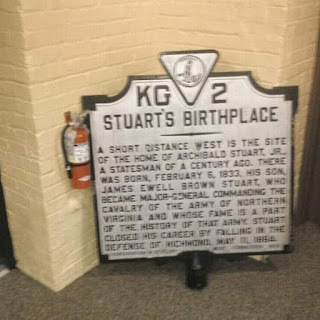 KG 2
STUART'S BIRTHPLACE
A SHORT DISTANCE WEST IS THE SITE
OF THE HOME OF ARCHIBALD STUART, JR.,
A STATESMAN OF A CENTURY AGO. THERE
WAS BORN, FEBRUARY 6, 1833, HIS SON,
JAMES EWELL BROWN STUART, WHO
BECAME MAJOR-GENERAL COMMANDING THE
CAVALRY OF THE ARMY OF NORTHERN
VIRGINIA AND WHOSE FAME IS A PART
OF THE HISTORY OF THAT ARMY. STUART
CLOSED HIS CAREER BY FALLING IN THE
DEFENSE OF RICHMOND, MAY 11, 1864.